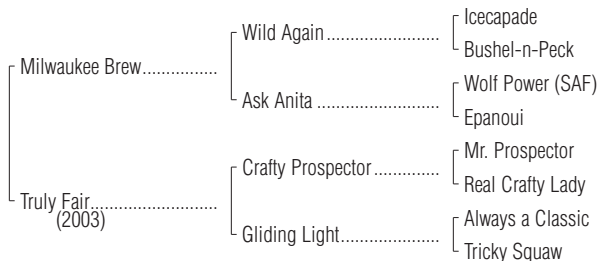 Icecapade
Wild Again
Bushel-n-Peck
Milwaukee Brew
Wolf Power (SAF)
Ask Anita
Epanoui
Mr. Prospector
Crafty Prospector
Real Crafty Lady
Truly Fair
(2003)
Always a Classic
Gliding Light
Tricky Squaw